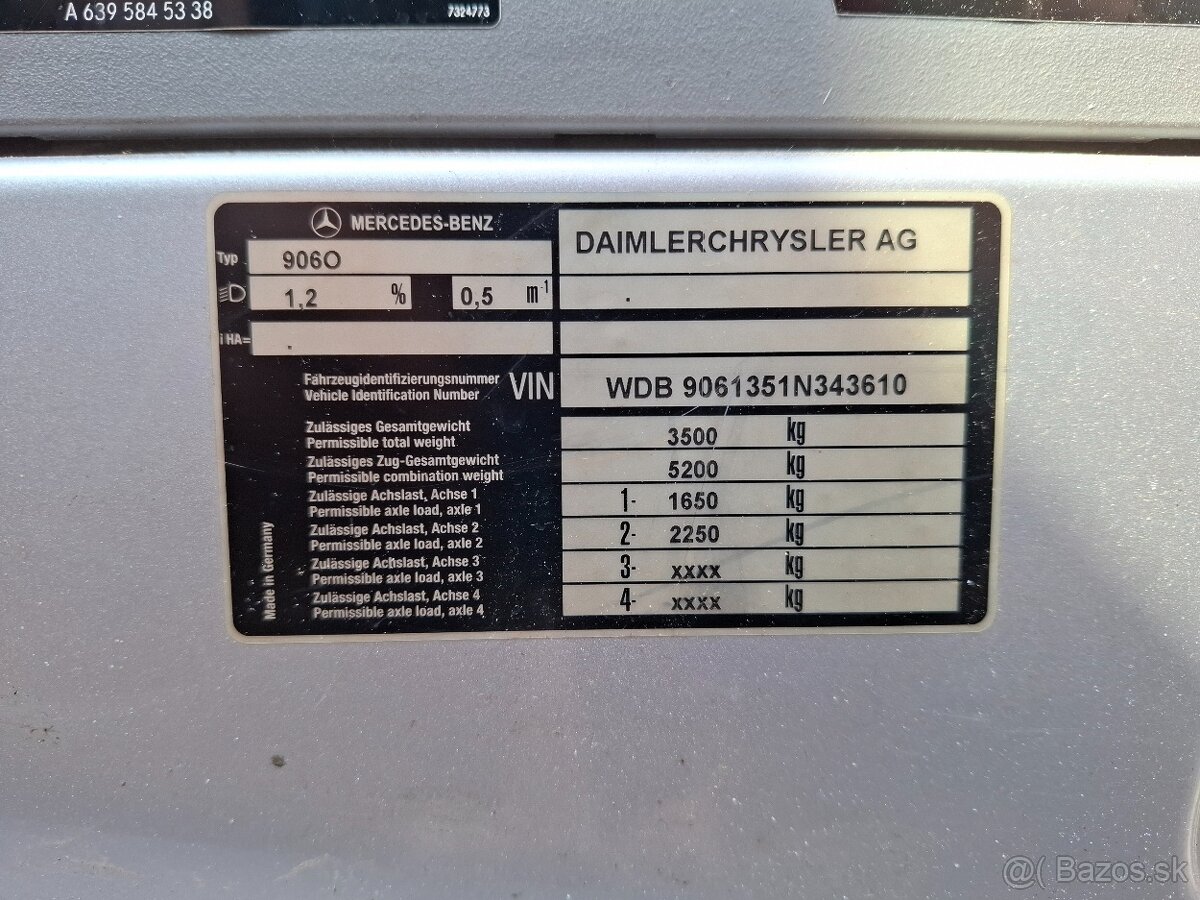 A 639 584 53 38
7324773
MERCEDES-BENZ
DAIMLERCHRYSLER AG
Typ 906O
1,2 % 0,5 m-1 .
i HA= .
Fahrzeugidentifizierungsnummer
Vehicle Identification Number VIN WDB 9061351N343610
Zulässiges Gesamtgewicht
Permissible total weight 3500 kg
Zulässiges Zug-Gesamtgewicht
Permissible combination weight 5200 kg
Zulässige Achslast, Achse 1
Permissible axle load, axle 1 1- 1650 kg
Zulässige Achslast, Achse 2
Permissible axle load, axle 2 2- 2250 kg
Zulässige Achslast, Achse 3
Permissible axle load, axle 3 3- xxxx kg
Zulässige Achslast, Achse 4
Permissible axle load, axle 4 4- xxxx kg
Made in Germany
@( Bazos.sk